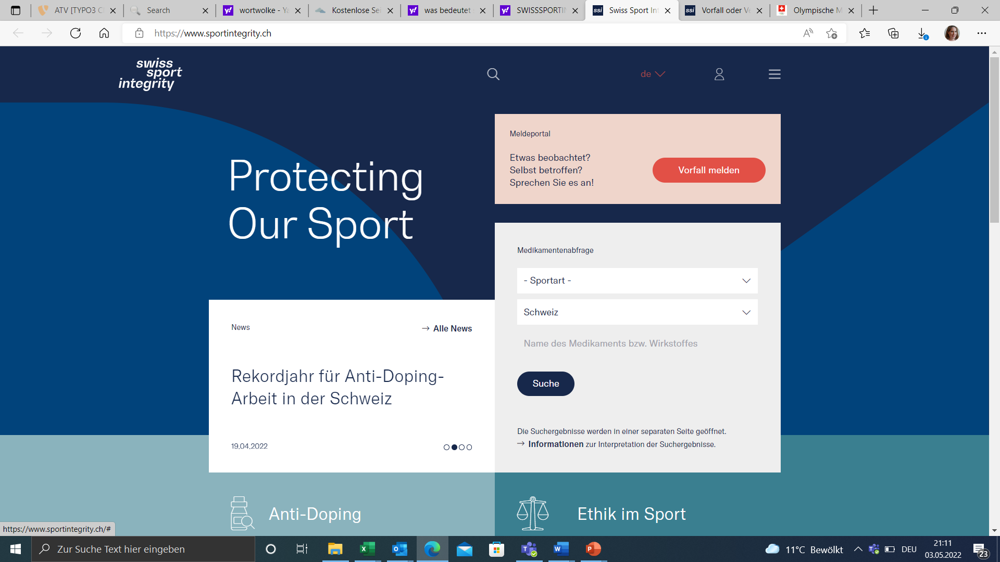 ATV [TYPO3 C
Search
wortwolke - Ya
Kostenlose Sei
was bedeutet
SWISSSPORTIN
Swiss Sport Int
Vorfall oder Ve
Olympische M
https://www.sportintegrity.ch
swiss
sport
integrity
de
Protecting
Our Sport
Meldeportal
Etwas beobachtet?
Selbst betroffen?
Sprechen Sie es an!
Vorfall melden
Medikamentenabfrage
- Sportart -
Schweiz
Name des Medikaments bzw. Wirkstoffes
Suche
Die Suchergebnisse werden in einer separaten Seite geöffnet.
→ Informationen zur Interpretation der Suchergebnisse.
News
→ Alle News
Rekordjahr für Anti-Doping-
Arbeit in der Schweiz
19.04.2022
Anti-Doping
Ethik im Sport
https://www.sportintegrity.ch/#
Zur Suche Text hier eingeben
11°C Bewölkt
DEU
21:11
03.05.2022
23